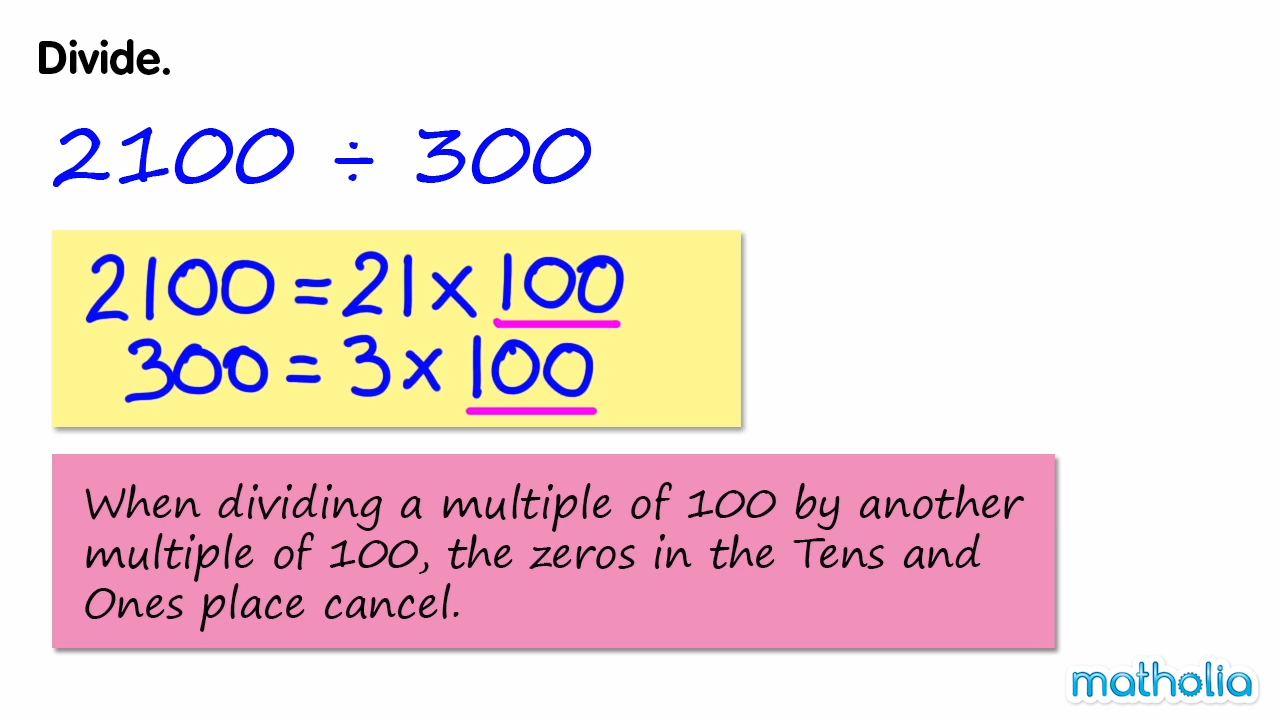 Divide.
2100 ÷ 300
2100 = 21 x 100
300 = 3 x 100
When dividing a multiple of 100 by another
multiple of 100, the zeros in the Tens and
Ones place cancel.
matholia